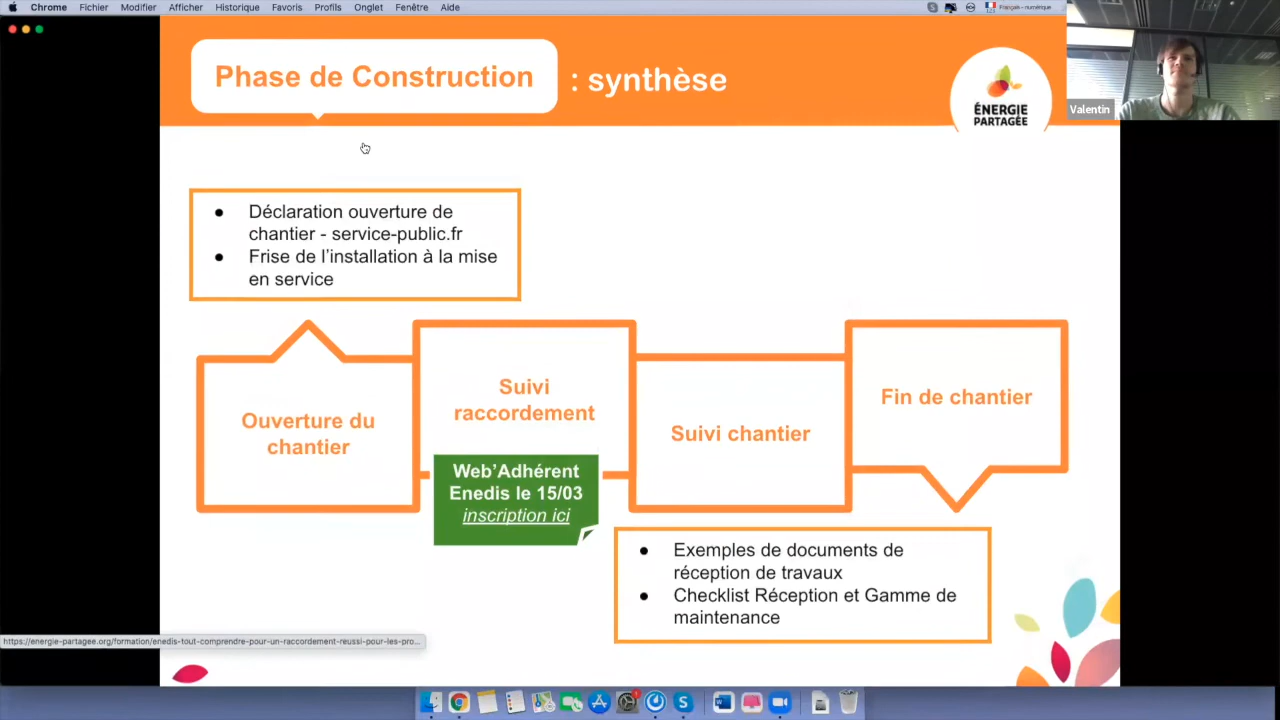 Chrome Fichier Modifier Afficher Historique Favoris Profils Onglet Fenêtre Aide
Français - numérique
Phase de Construction : synthèse
ÉNERGIE
PARTAGÉE
Valentin
● Déclaration ouverture de
chantier - service-public.fr
● Frise de l’installation à la mise
en service
Ouverture du
chantier
Suivi
raccordement
Web’Adhérent
Enedis le 15/03
inscription ici
Suivi chantier
Fin de chantier
● Exemples de documents de
réception de travaux
● Checklist Réception et Gamme de
maintenance
https://energie-partagee.org/formation/enedis-tout-comprendre-pour-un-raccordement-reussi-pour-les-pro...